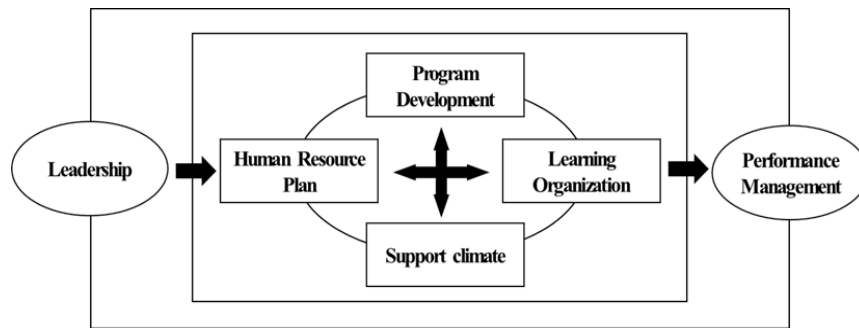 Program
Development
Leadership
Human Resource
Plan
Learning
Organization
Performance
Management
Support climate